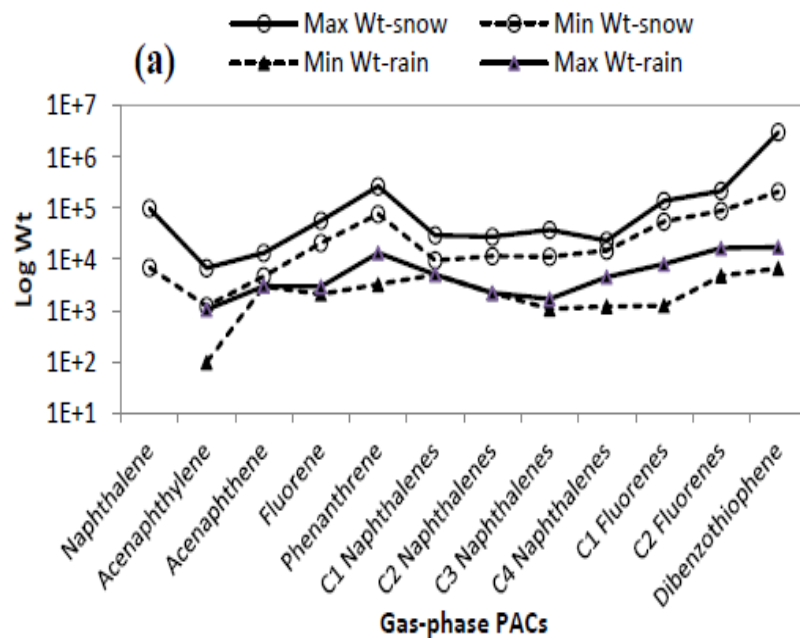 Max Wt-snow Min Wt-snow
(a) Min Wt-rain Max Wt-rain
1E+7
1E+6
1E+5
1E+4
1E+3
1E+2
1E+1
Log Wt
Naphthalene
Acenaphthylene
Acenaphthene
Fluorene
Phenanthrene
C1 Naphthalenes
C2 Naphthalenes
C3 Naphthalenes
C4 Naphthalenes
C1 Fluorenes
C2 Fluorenes
Dibenzothiophene
Gas-phase PACs